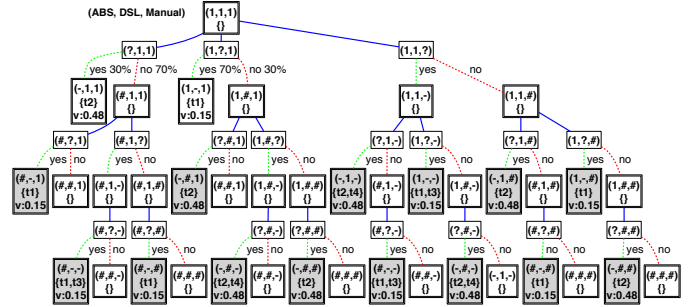 (ABS, DSL, Manual)
(1,1,1)
{}
(?,1,1) (1,?,1) (1,1,?)
yes 30% no 70% yes 70% no 30% yes no
(-,1,1) (#,1,1) (1,-,1) (1,#,1) (1,1,-) (1,1,#)
{t2} {} {t1} {} {} {}
v:0.48 v:0.15
(#,?,1) (#,1,?) (?,#,1) (1,#,?) (?,1,-) (1,?,-) (?,1,#) (1,?,#)
yes no yes no yes no yes no yes no yes no yes no yes no
(#,-,1) (#,#,1) (#,1,-) (#,1,#) (-,#,1) (#,#,1) (1,#,-) (1,#,#) (-,1,-) (#,1,-) (1,-,-) (1,#,-) (-,1,#) (#,1,#) (1,-,#) (1,#,#)
{t1} {} {} {} {t2} {} {} {} {t2,t4} {} {t1,t3} {} {t2} {} {t1} {}
v:0.15 v:0.48 v:0.48 v:0.15 v:0.48 v:0.15
(#,?,-) (#,?,#) (?,#,-) (?,#,#) (#,?,-) (?,#,-) (#,?,#) (?,#,#)
yes no yes no yes no yes no yes no yes no yes no yes no
(#,-,-) (#,#,-) (#,-,#) (#,#,#) (-,#,-) (#,#,-) (-,#,#) (#,#,#) (#,-,-) (#,#,-) (-,#,-) (-,1,-) (#,-,#) (#,#,#) (-,#,#) (#,#,#)
{t1,t3} {} {t1} {} {t2,t4} {} {t2} {} {t1,t3} {} {t2,t4} {} {t1} {} {t2} {}
v:0.15 v:0.15 v:0.48 v:0.48 v:0.15 v:0.48 v:0.15 v:0.48